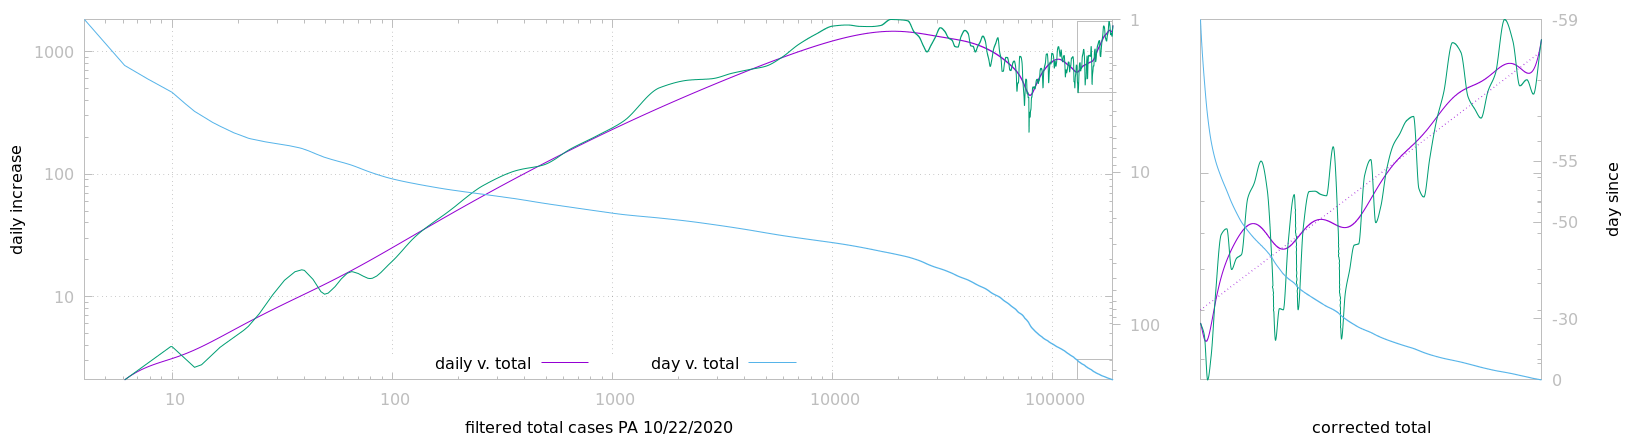 1000
100
10
daily increase
daily v. total
day v. total
10
100
1000
10000
100000
filtered total cases PA 10/22/2020
1
10
100
-59
-55
-50
-30
0
day since
corrected total